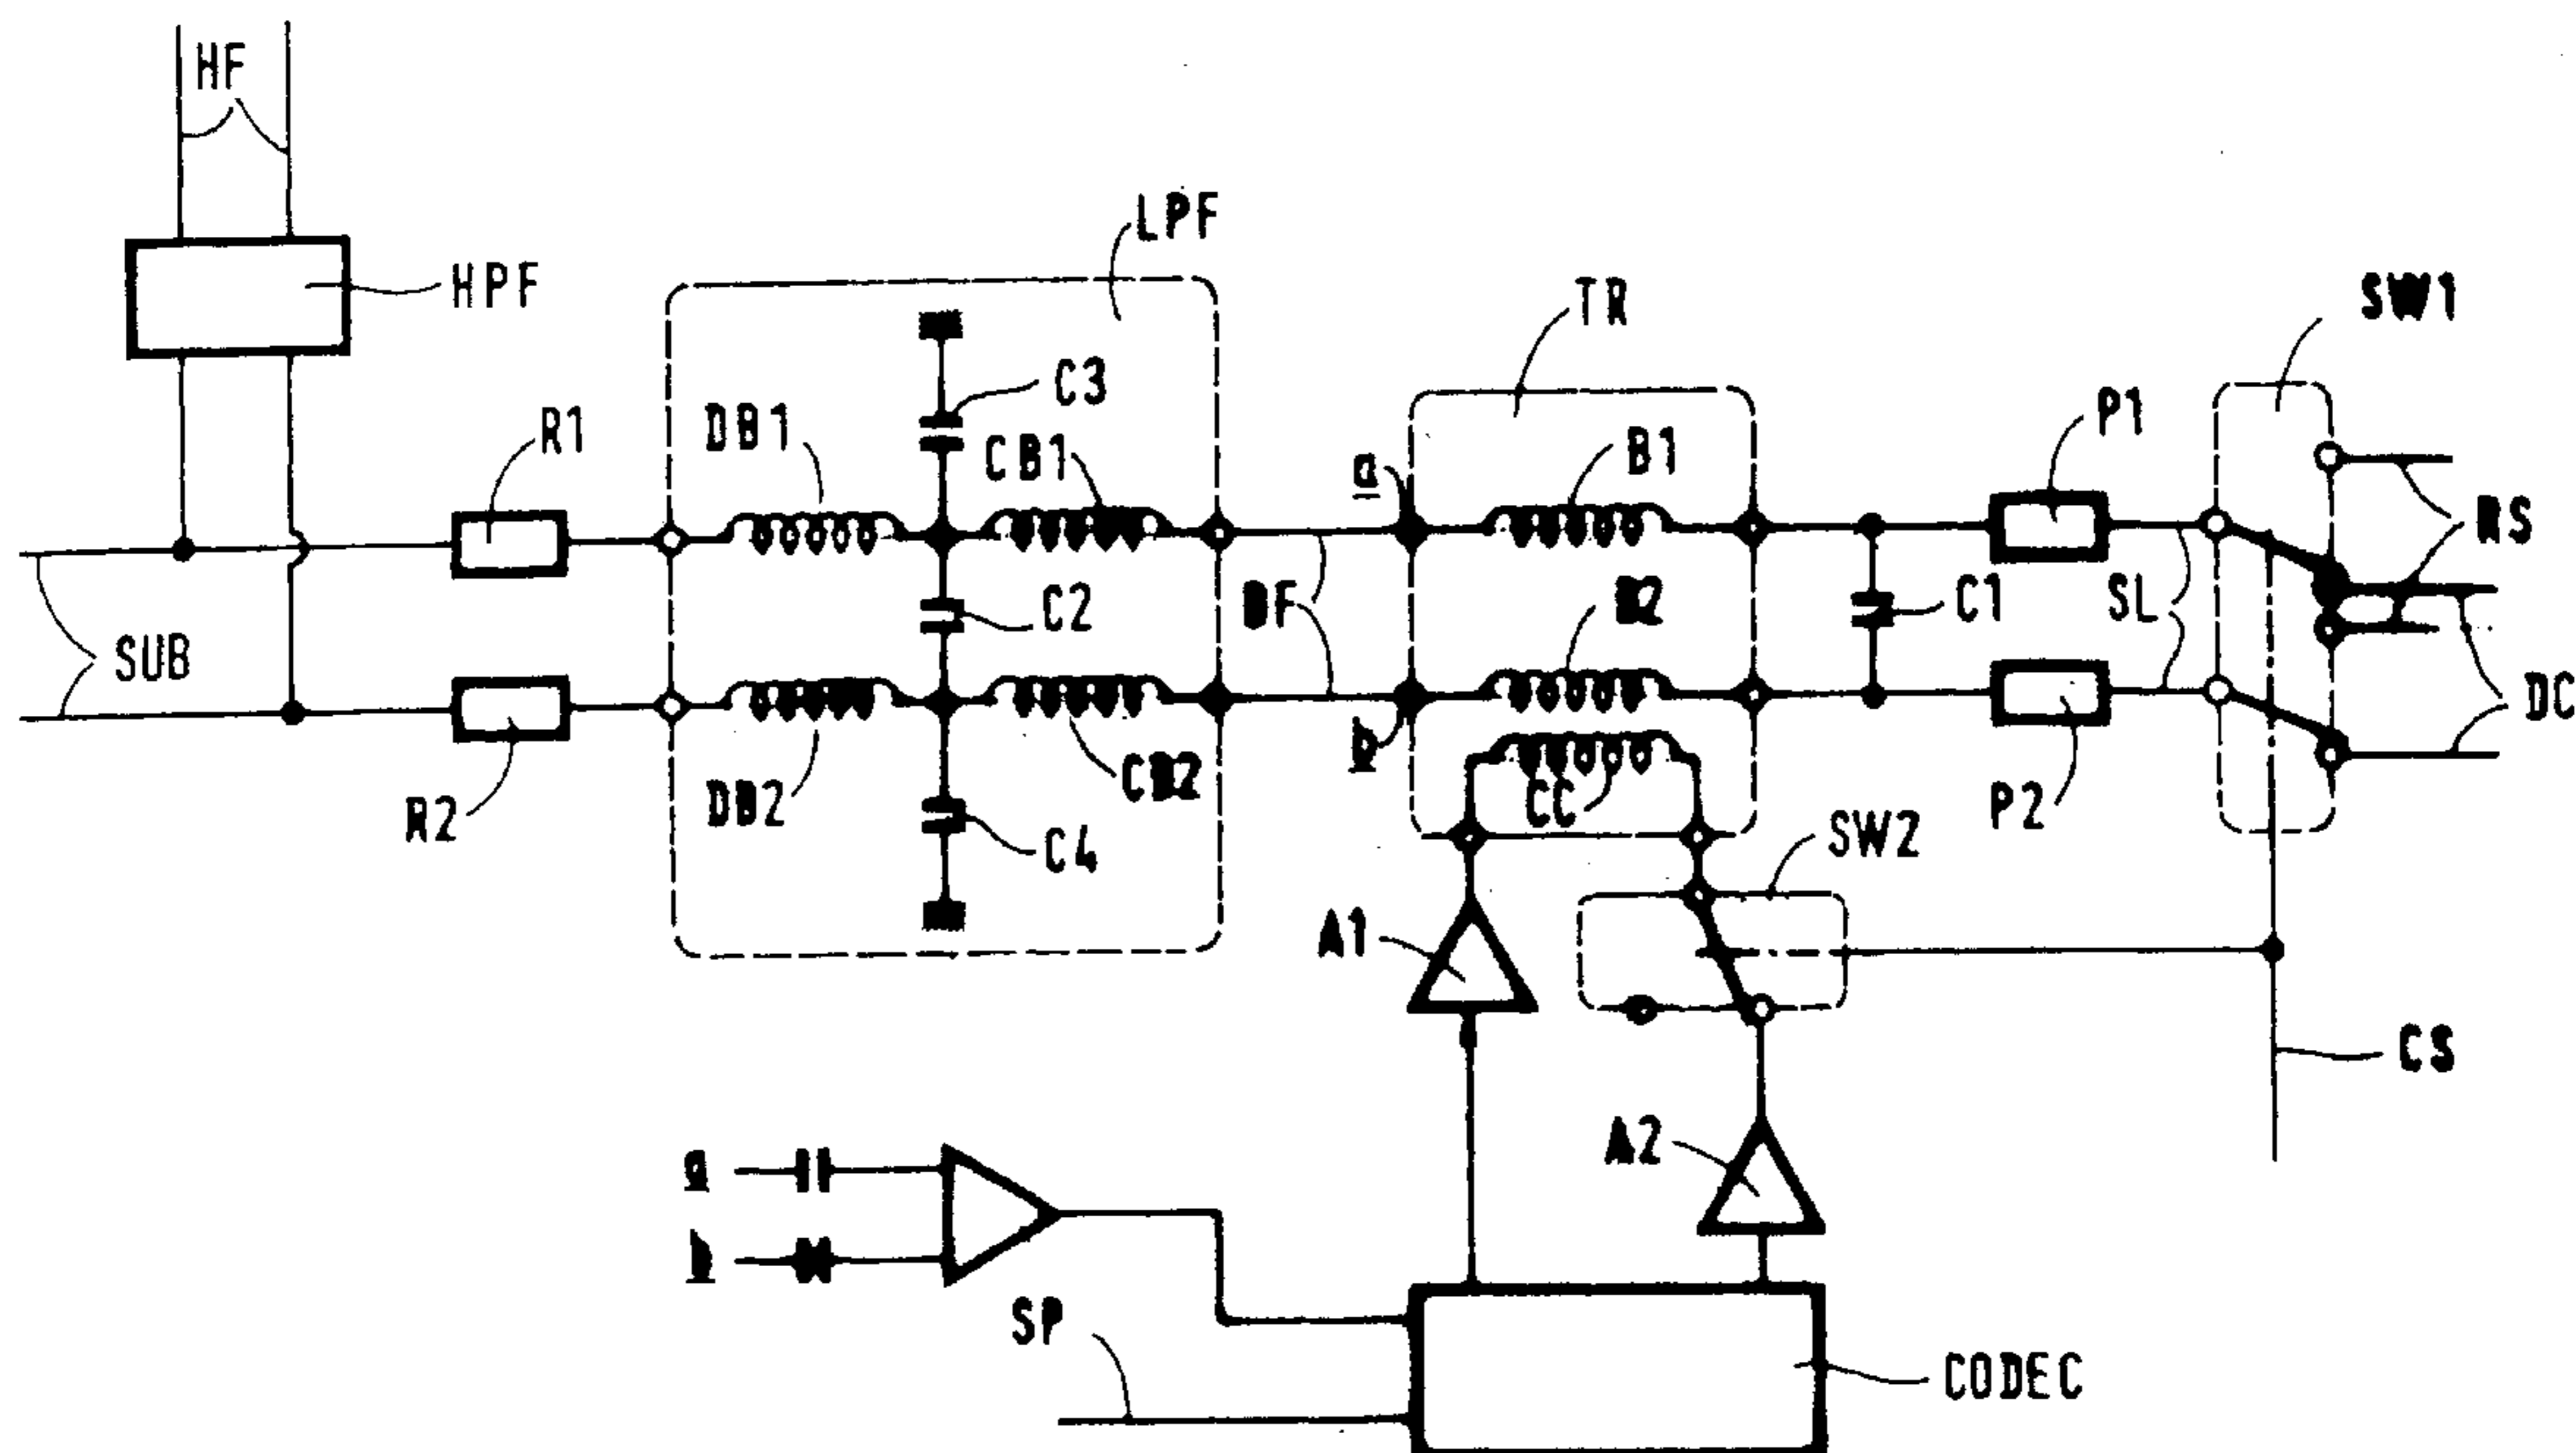 HF
LPF
HPF
TR
SW1
C3
P1
R1
DB1
CB1
B1
a
RS
C2
BF
B2
C1
SL
SUB
DC
b
R2
DB2
CB2
CC
P2
C4
SW2
A1
CS
A2
a
b
SP
CODEC